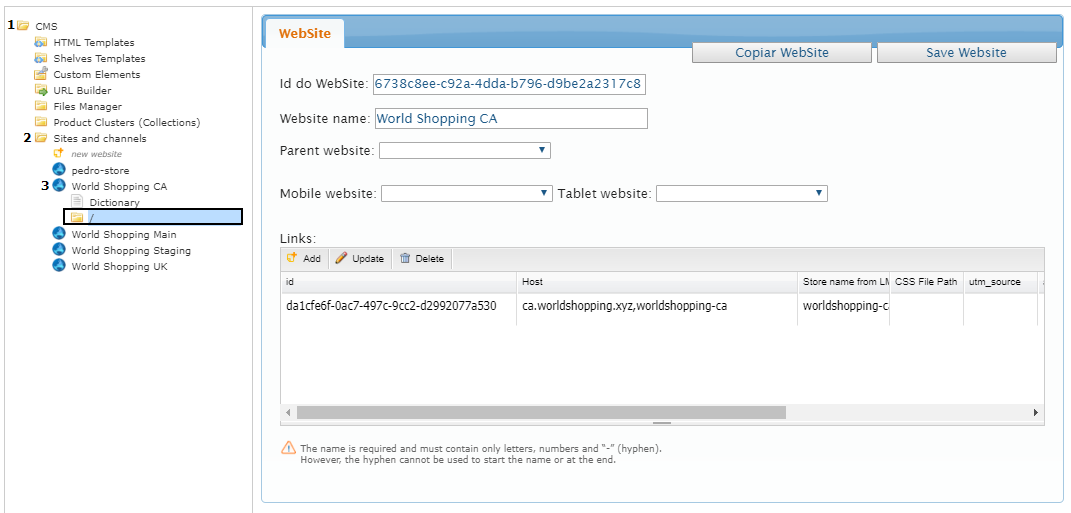 1 CMS
HTML Templates
Shelves Templates
Custom Elements
URL Builder
Files Manager
Product Clusters (Collections)
2 Sites and channels
new website
pedro-store
3 World Shopping CA
Dictionary
/
World Shopping Main
World Shopping Staging
World Shopping UK
WebSite
Copiar WebSite Save Website
Id do WebSite: 6738c8ee-c92a-4dda-b796-d9be2a2317c8
Website name: World Shopping CA
Parent website:
Mobile website: Tablet website:
Links:
Add Update Delete
id Host Store name from LM CSS File Path utm_source
da1cfe6f-0ac7-497c-9cc2-d2992077a530 ca.worldshopping.xyz,worldshopping-ca worldshopping-c
The name is required and must contain only letters, numbers and "-" (hyphen).
However, the hyphen cannot be used to start the name or at the end.